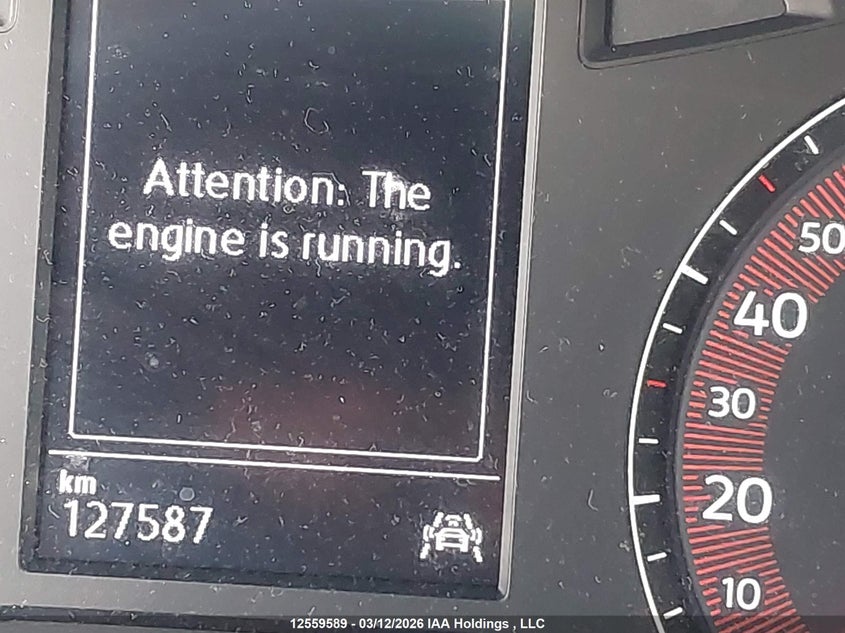 Attention: The
engine is running.
km
127587
50
40
30
20
10
12559589 - 03/12/2026 IAA Holdings , LLC